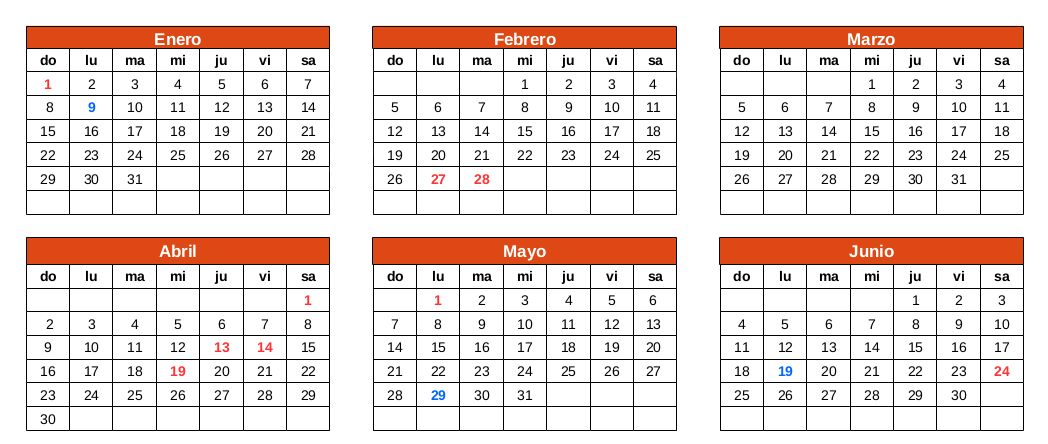 Enero Febrero Marzo
do lu ma mi ju vi sa do lu ma mi ju vi sa do lu ma mi ju vi sa
1 2 3 4 5 6 7 1 2 3 4 1 2 3 4
8 9 10 11 12 13 14 5 6 7 8 9 10 11 5 6 7 8 9 10 11
15 16 17 18 19 20 21 12 13 14 15 16 17 18 12 13 14 15 16 17 18
22 23 24 25 26 27 28 19 20 21 22 23 24 25 19 20 21 22 23 24 25
29 30 31 26 27 28 26 27 28 29 30 31
Abril Mayo Junio
do lu ma mi ju vi sa do lu ma mi ju vi sa do lu ma mi ju vi sa
1 1 2 3 4 5 6 1 2 3
2 3 4 5 6 7 8 7 8 9 10 11 12 13 4 5 6 7 8 9 10
9 10 11 12 13 14 15 14 15 16 17 18 19 20 11 12 13 14 15 16 17
16 17 18 19 20 21 22 21 22 23 24 25 26 27 18 19 20 21 22 23 24
23 24 25 26 27 28 29 28 29 30 31 25 26 27 28 29 30
30